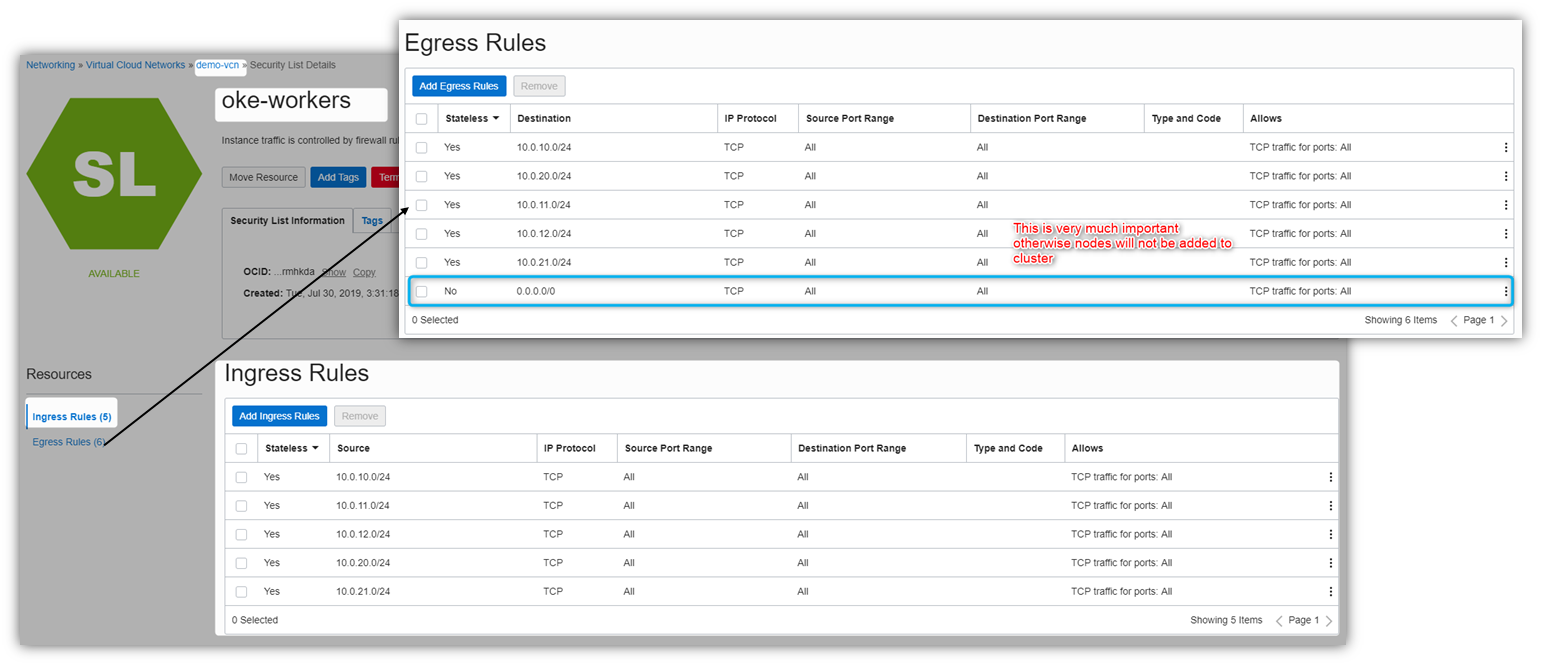 Networking » Virtual Cloud Networks » demo-vcn » Security List Details
SL
AVAILABLE
oke-workers
Instance traffic is controlled by firewall
Move Resource Add Tags
Security List Information Tags
OCID: ...rmhkda Show Copy
Created: Tue, Jul 30, 2019, 3:31:18
Resources
Ingress Rules (5)
Egress Rules (6)
Egress Rules
Add Egress Rules Remove
Stateless Destination IP Protocol Source Port Range Destination Port Range Type and Code Allows
Yes 10.0.10.0/24 TCP All All TCP traffic for ports: All
Yes 10.0.20.0/24 TCP All All TCP traffic for ports: All
Yes 10.0.11.0/24 TCP All All TCP traffic for ports: All
Yes 10.0.12.0/24 TCP All All TCP traffic for ports: All
Yes 10.0.21.0/24 TCP All All TCP traffic for ports: All
No 0.0.0.0/0 TCP All All TCP traffic for ports: All
This is very much important
otherwise nodes will not be added to
cluster
0 Selected Showing 6 Items Page 1
Ingress Rules
Add Ingress Rules Remove
Stateless Source IP Protocol Source Port Range Destination Port Range Type and Code Allows
Yes 10.0.10.0/24 TCP All All TCP traffic for ports: All
Yes 10.0.11.0/24 TCP All All TCP traffic for ports: All
Yes 10.0.12.0/24 TCP All All TCP traffic for ports: All
Yes 10.0.20.0/24 TCP All All TCP traffic for ports: All
Yes 10.0.21.0/24 TCP All All TCP traffic for ports: All
0 Selected Showing 5 Items Page 1